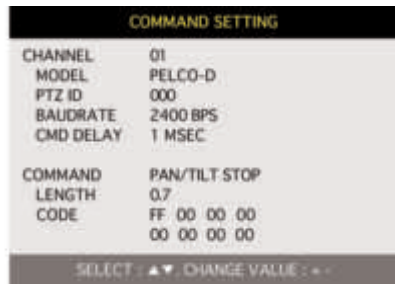 COMMAND SETTING
CHANNEL 01
MODEL PELCO-D
PTZ ID 000
BAUDRATE 2400 BPS
CMD DELAY 1 MSEC
COMMAND PAN/TILT STOP
LENGTH 0.7
CODE FF 00 00 00
00 00 00 00
SELECT : ▲▼, CHANGE VALUE : + -